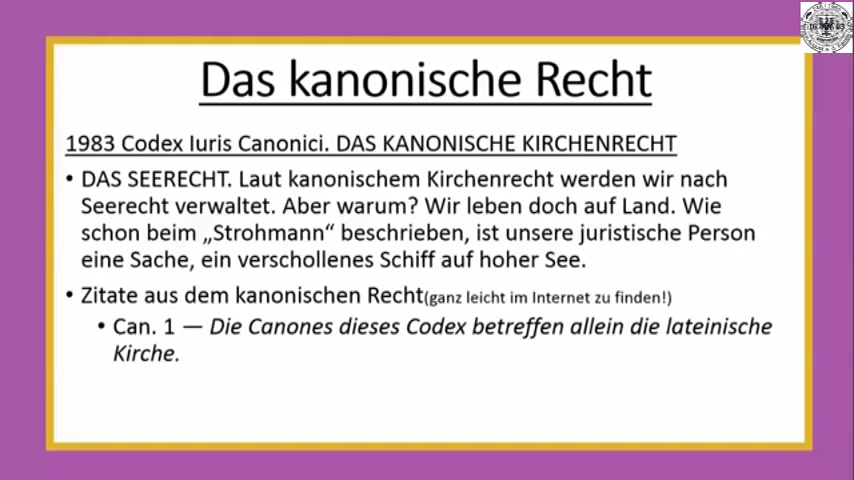 Das kanonische Recht
1983 Codex Iuris Canonici. DAS KANONISCHE KIRCHENRECHT
• DAS SEERECHT. Laut kanonischem Kirchenrecht werden wir nach
Seerecht verwaltet. Aber warum? Wir leben doch auf Land. Wie
schon beim „Strohmann“ beschrieben, ist unsere juristische Person
eine Sache, ein verschollenes Schiff auf hoher See.
• Zitate aus dem kanonischen Recht(ganz leicht im Internet zu finden!)
• Can. 1 — Die Canones dieses Codex betreffen allein die lateinische
Kirche.